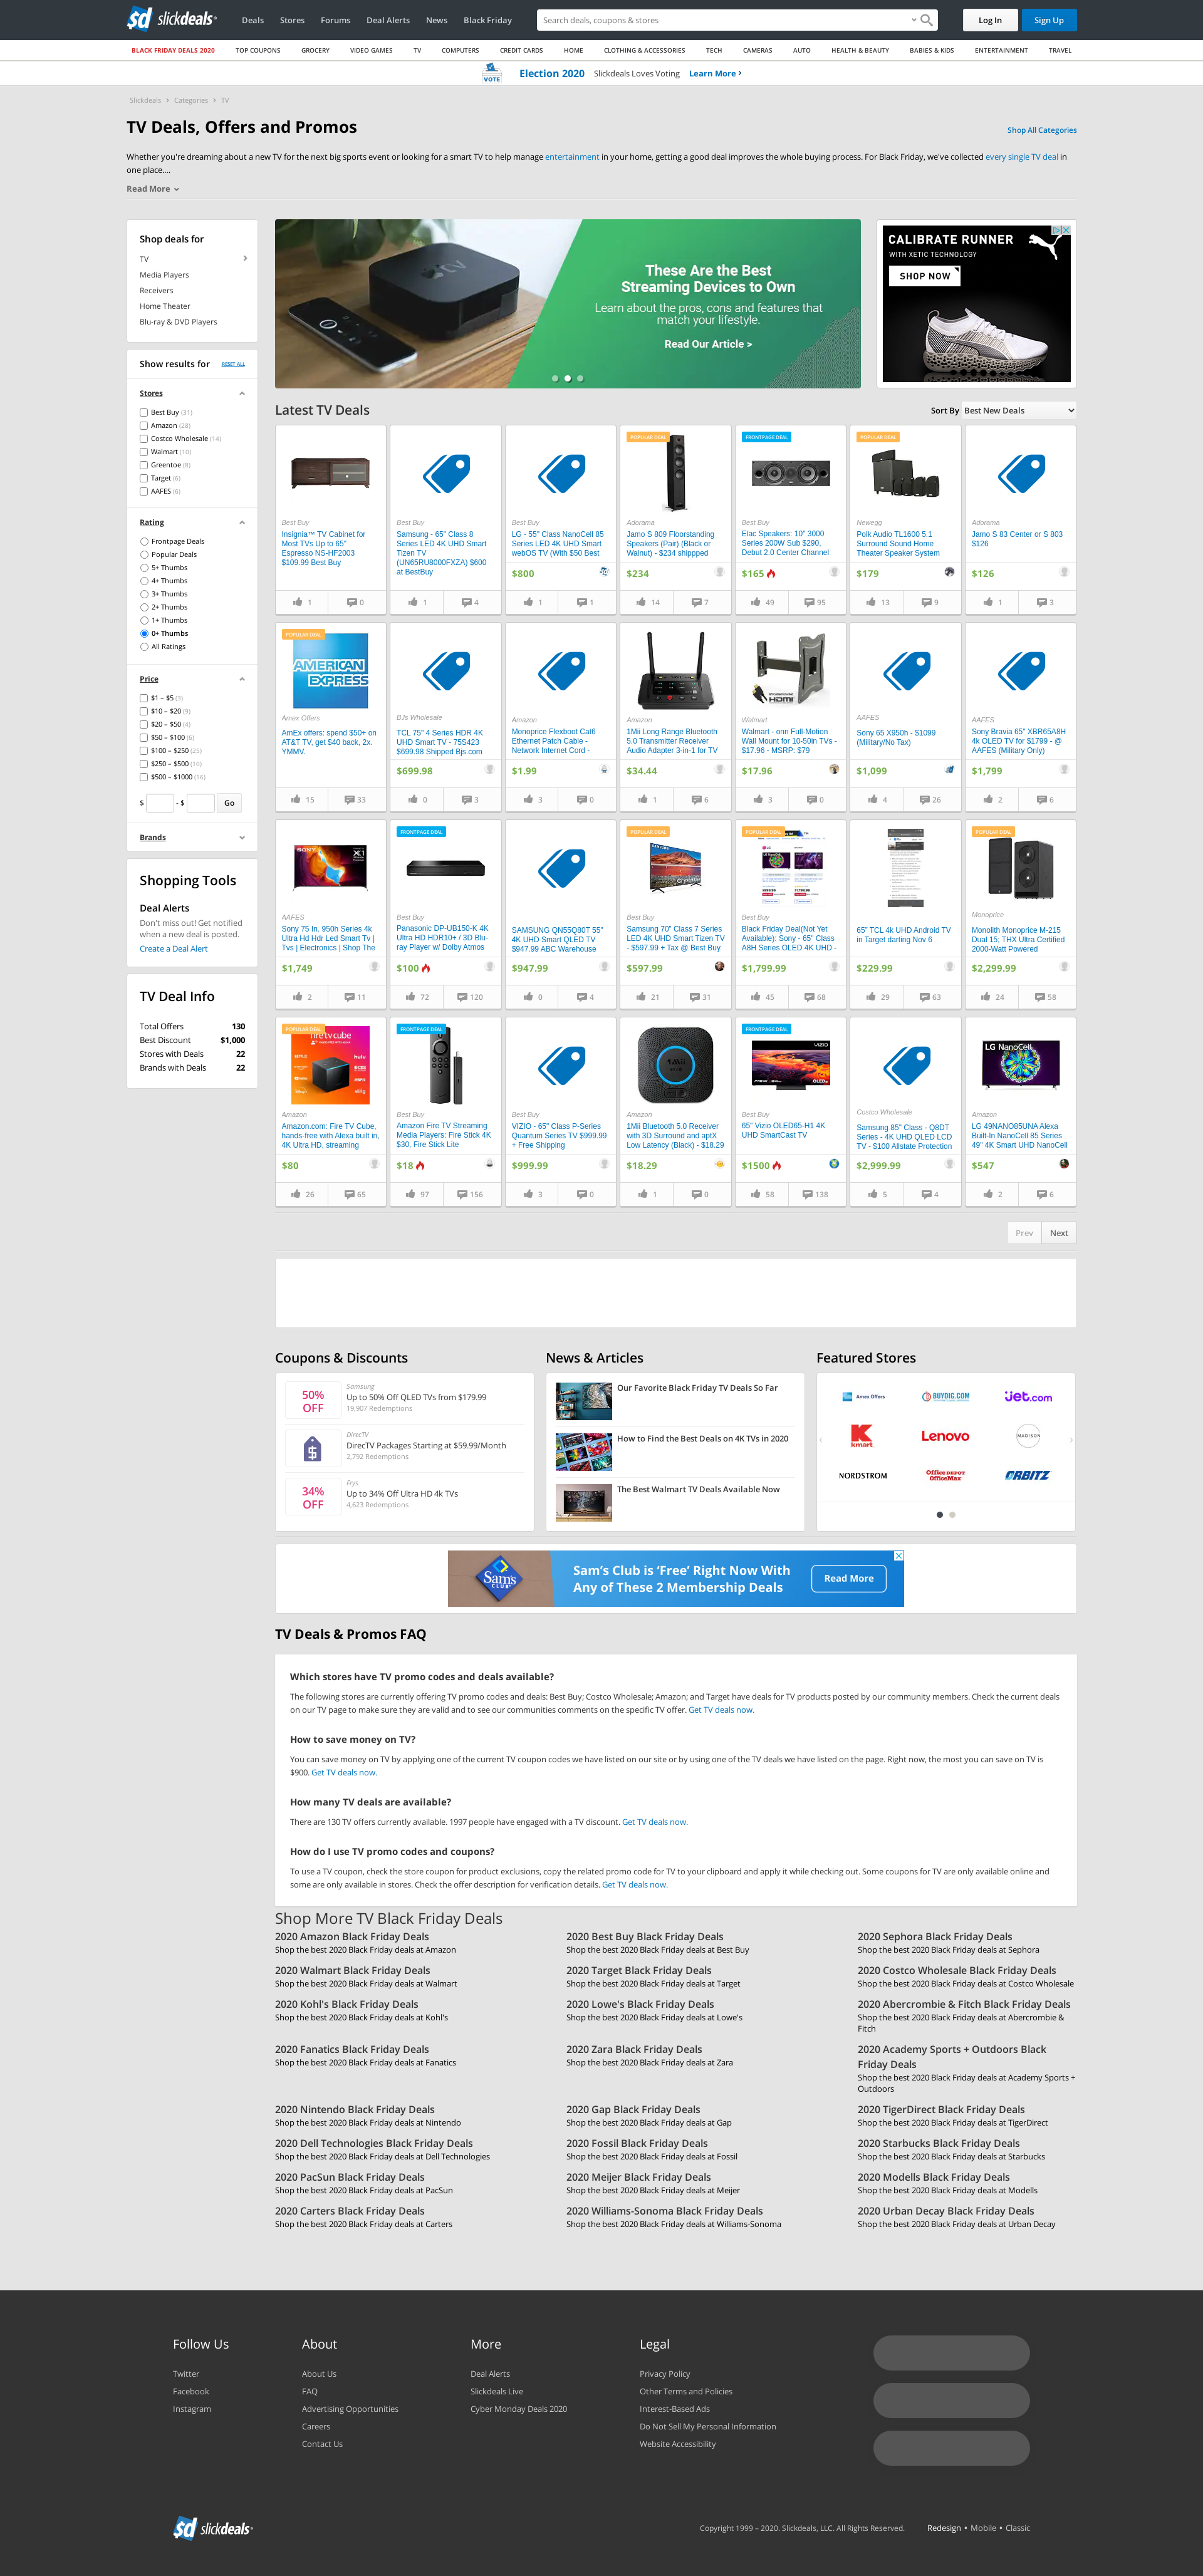 sd slickdeals
Deals Stores Forums Deal Alerts News Black Friday
Search deals, coupons & stores
Log In
Sign Up
BLACK FRIDAY DEALS 2020 TOP COUPONS GROCERY VIDEO GAMES TV COMPUTERS CREDIT CARDS HOME CLOTHING & ACCESSORIES TECH CAMERAS AUTO HEALTH & BEAUTY BABIES & KIDS ENTERTAINMENT TRAVEL
VOTE Election 2020 Slickdeals Loves Voting Learn More ›
Slickdeals › Categories › TV
TV Deals, Offers and Promos
Shop All Categories
Whether you're dreaming about a new TV for the next big sports event or looking for a smart TV to help manage entertainment in your home, getting a good deal improves the whole buying process. For Black Friday, we've collected every single TV deal in
one place....
Read More
Shop deals for
TV
Media Players
Receivers
Home Theater
Blu-ray & DVD Players
Show results for RESET ALL
Stores
Best Buy (31)
Amazon (28)
Costco Wholesale (14)
Walmart (10)
Greentoe (8)
Target (6)
AAFES (6)
Rating
Frontpage Deals
Popular Deals
5+ Thumbs
4+ Thumbs
3+ Thumbs
2+ Thumbs
1+ Thumbs
0+ Thumbs
All Ratings
Price
$1 – $5 (3)
$10 – $20 (9)
$20 – $50 (4)
$50 – $100 (6)
$100 – $250 (25)
$250 – $500 (10)
$500 – $1000 (16)
$ - $ Go
Brands
Shopping Tools
Deal Alerts
Don't miss out! Get notified
when a new deal is posted.
Create a Deal Alert
TV Deal Info
Total Offers 130
Best Discount $1,000
Stores with Deals 22
Brands with Deals 22
tv
These Are the Best
Streaming Devices to Own
Learn about the pros, cons and features that
match your lifestyle.
Read Our Article >
CALIBRATE RUNNER
WITH XETIC TECHNOLOGY
SHOP NOW
Latest TV Deals
Sort By Best New Deals
Best Buy
Insignia™ TV Cabinet for
Most TVs Up to 65"
Espresso NS-HF2003
$109.99 Best Buy
1 0
Best Buy
Samsung - 65" Class 8
Series LED 4K UHD Smart
Tizen TV
(UN65RU8000FXZA) $600
at BestBuy
1 4
Best Buy
LG - 55" Class NanoCell 85
Series LED 4K UHD Smart
webOS TV (With $50 Best
$800
1 1
POPULAR DEAL
Adorama
Jamo S 809 Floorstanding
Speakers (Pair) (Black or
Walnut) - $234 shippped
$234
14 7
FRONTPAGE DEAL
Best Buy
Elac Speakers: 10" 3000
Series 200W Sub $290,
Debut 2.0 Center Channel
$165
49 95
POPULAR DEAL
Newegg
Polk Audio TL1600 5.1
Surround Sound Home
Theater Speaker System
$179
13 9
Adorama
Jamo S 83 Center or S 803
$126
$126
1 3
POPULAR DEAL
AMERICAN
EXPRESS
Amex Offers
AmEx offers: spend $50+ on
AT&T TV, get $40 back, 2x.
YMMV.
15 33
BJs Wholesale
TCL 75" 4 Series HDR 4K
UHD Smart TV - 75S423
$699.98 Shipped Bjs.com
$699.98
0 3
Amazon
Monoprice Flexboot Cat6
Ethernet Patch Cable -
Network Internet Cord -
$1.99
3 0
Amazon
1Mii Long Range Bluetooth
5.0 Transmitter Receiver
Audio Adapter 3-in-1 for TV
$34.44
1 6
HDMI
Walmart
Walmart - onn Full-Motion
Wall Mount for 10-50in TVs -
$17.96 - MSRP: $79
$17.96
3 0
AAFES
Sony 65 X950h - $1099
(Military/No Tax)
$1,099
4 26
AAFES
Sony Bravia 65" XBR65A8H
4k OLED TV for $1799 - @
AAFES (Military Only)
$1,799
2 6
SONY
X1
AAFES
Sony 75 In. 950h Series 4k
Ultra Hd Hdr Led Smart Tv |
Tvs | Electronics | Shop The
$1,749
2 11
FRONTPAGE DEAL
Best Buy
Panasonic DP-UB150-K 4K
Ultra HD HDR10+ / 3D Blu-
ray Player w/ Dolby Atmos
$100
72 120
SAMSUNG QN55Q80T 55"
4K UHD Smart QLED TV
$947.99 ABC Warehouse
$947.99
0 4
POPULAR DEAL
Best Buy
Samsung 70" Class 7 Series
LED 4K UHD Smart Tizen TV
- $597.99 + Tax @ Best Buy
$597.99
21 31
POPULAR DEAL
Best Buy
Black Friday Deal(Not Yet
Available): Sony - 65" Class
A8H Series OLED 4K UHD -
$1,799.99
45 68
65" TCL 4k UHD Android TV
in Target darting Nov 6
$229.99
29 63
POPULAR DEAL
Monoprice
Monolith Monoprice M-215
Dual 15; THX Ultra Certified
2000-Watt Powered
$2,299.99
24 58
POPULAR DEAL
fire tv cube
hulu
Amazon
Amazon.com: Fire TV Cube,
hands-free with Alexa built in,
4K Ultra HD, streaming
$80
26 65
FRONTPAGE DEAL
Best Buy
Amazon Fire TV Streaming
Media Players: Fire Stick 4K
$30, Fire Stick Lite
$18
97 156
Best Buy
VIZIO - 65" Class P-Series
Quantum Series TV $999.99
+ Free Shipping
$999.99
3 0
1Mii
Amazon
1Mii Bluetooth 5.0 Receiver
with 3D Surround and aptX
Low Latency (Black) - $18.29
$18.29
1 0
FRONTPAGE DEAL
VIZIO
OLED
Best Buy
65" Vizio OLED65-H1 4K
UHD SmartCast TV
$1500
58 138
Costco Wholesale
Samsung 85" Class - Q8DT
Series - 4K UHD QLED LCD
TV - $100 Allstate Protection
$2,999.99
5 4
LG NanoCell
Amazon
LG 49NANO85UNA Alexa
Built-In NanoCell 85 Series
49" 4K Smart UHD NanoCell
$547
2 6
Prev Next
Coupons & Discounts
50%
OFF
Samsung
Up to 50% Off QLED TVs from $179.99
19,907 Redemptions
DirecTV
DirecTV Packages Starting at $59.99/Month
2,792 Redemptions
34%
OFF
Frys
Up to 34% Off Ultra HD 4k TVs
4,623 Redemptions
News & Articles
Our Favorite Black Friday TV Deals So Far
How to Find the Best Deals on 4K TVs in 2020
The Best Walmart TV Deals Available Now
Featured Stores
Amex Offers BUYDIG.COM jet.com
kmart Lenovo MADISON
NORDSTROM Office DEPOT OfficeMax ORBITZ
Sam's CLUB
Sam's Club is ‘Free’ Right Now With
Any of These 2 Membership Deals
Read More
TV Deals & Promos FAQ
Which stores have TV promo codes and deals available?
The following stores are currently offering TV promo codes and deals: Best Buy; Costco Wholesale; Amazon; and Target have deals for TV products posted by our community members. Check the current deals
on our TV page to make sure they are valid and to see our communities comments on the specific TV offer. Get TV deals now.
How to save money on TV?
You can save money on TV by applying one of the current TV coupon codes we have listed on our site or by using one of the TV deals we have listed on the page. Right now, the most you can save on TV is
$900. Get TV deals now.
How many TV deals are available?
There are 130 TV offers currently available. 1997 people have engaged with a TV discount. Get TV deals now.
How do I use TV promo codes and coupons?
To use a TV coupon, check the store coupon for product exclusions, copy the related promo code for TV to your clipboard and apply it while checking out. Some coupons for TV are only available online and
some are only available in stores. Check the offer description for verification details. Get TV deals now.
Shop More TV Black Friday Deals
2020 Amazon Black Friday Deals
Shop the best 2020 Black Friday deals at Amazon
2020 Best Buy Black Friday Deals
Shop the best 2020 Black Friday deals at Best Buy
2020 Sephora Black Friday Deals
Shop the best 2020 Black Friday deals at Sephora
2020 Walmart Black Friday Deals
Shop the best 2020 Black Friday deals at Walmart
2020 Target Black Friday Deals
Shop the best 2020 Black Friday deals at Target
2020 Costco Wholesale Black Friday Deals
Shop the best 2020 Black Friday deals at Costco Wholesale
2020 Kohl's Black Friday Deals
Shop the best 2020 Black Friday deals at Kohl's
2020 Lowe's Black Friday Deals
Shop the best 2020 Black Friday deals at Lowe's
2020 Abercrombie & Fitch Black Friday Deals
Shop the best 2020 Black Friday deals at Abercrombie &
Fitch
2020 Fanatics Black Friday Deals
Shop the best 2020 Black Friday deals at Fanatics
2020 Zara Black Friday Deals
Shop the best 2020 Black Friday deals at Zara
2020 Academy Sports + Outdoors Black
Friday Deals
Shop the best 2020 Black Friday deals at Academy Sports +
Outdoors
2020 Nintendo Black Friday Deals
Shop the best 2020 Black Friday deals at Nintendo
2020 Gap Black Friday Deals
Shop the best 2020 Black Friday deals at Gap
2020 TigerDirect Black Friday Deals
Shop the best 2020 Black Friday deals at TigerDirect
2020 Dell Technologies Black Friday Deals
Shop the best 2020 Black Friday deals at Dell Technologies
2020 Fossil Black Friday Deals
Shop the best 2020 Black Friday deals at Fossil
2020 Starbucks Black Friday Deals
Shop the best 2020 Black Friday deals at Starbucks
2020 PacSun Black Friday Deals
Shop the best 2020 Black Friday deals at PacSun
2020 Meijer Black Friday Deals
Shop the best 2020 Black Friday deals at Meijer
2020 Modells Black Friday Deals
Shop the best 2020 Black Friday deals at Modells
2020 Carters Black Friday Deals
Shop the best 2020 Black Friday deals at Carters
2020 Williams-Sonoma Black Friday Deals
Shop the best 2020 Black Friday deals at Williams-Sonoma
2020 Urban Decay Black Friday Deals
Shop the best 2020 Black Friday deals at Urban Decay
Follow Us
Twitter
Facebook
Instagram
About
About Us
FAQ
Advertising Opportunities
Careers
Contact Us
More
Deal Alerts
Slickdeals Live
Cyber Monday Deals 2020
Legal
Privacy Policy
Other Terms and Policies
Interest-Based Ads
Do Not Sell My Personal Information
Website Accessibility
sd slickdeals
Copyright 1999 – 2020. Slickdeals, LLC. All Rights Reserved. Redesign • Mobile • Classic